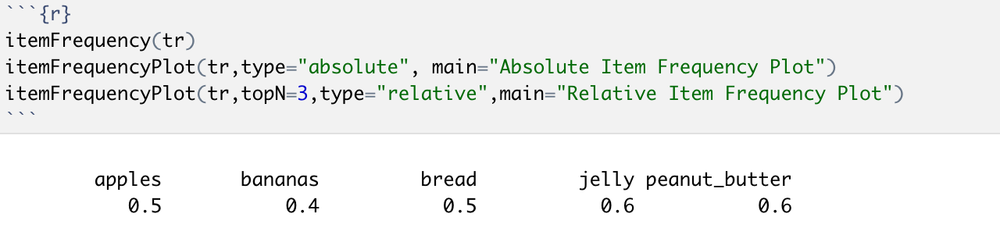 ```{r}
itemFrequency(tr)
itemFrequencyPlot(tr,type="absolute", main="Absolute Item Frequency Plot")
itemFrequencyPlot(tr,topN=3,type="relative",main="Relative Item Frequency Plot")
```
apples bananas bread jelly peanut_butter
0.5 0.4 0.5 0.6 0.6